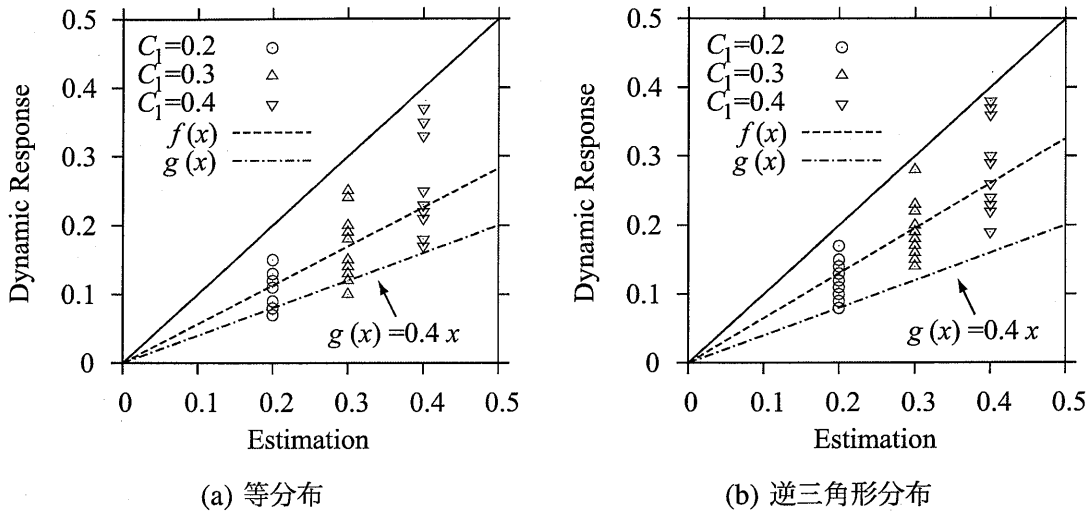 0.5
0.4
0.3
0.2
0.1
0
Dynamic Response
C1=0.2
C1=0.3
C1=0.4
f (x)
g (x)
g (x) =0.4 x
0 0.1 0.2 0.3 0.4 0.5
Estimation
(a) 等分布
0.5
0.4
0.3
0.2
0.1
0
Dynamic Response
C1=0.2
C1=0.3
C1=0.4
f (x)
g (x)
g (x) =0.4 x
0 0.1 0.2 0.3 0.4 0.5
Estimation
(b) 逆三角形分布